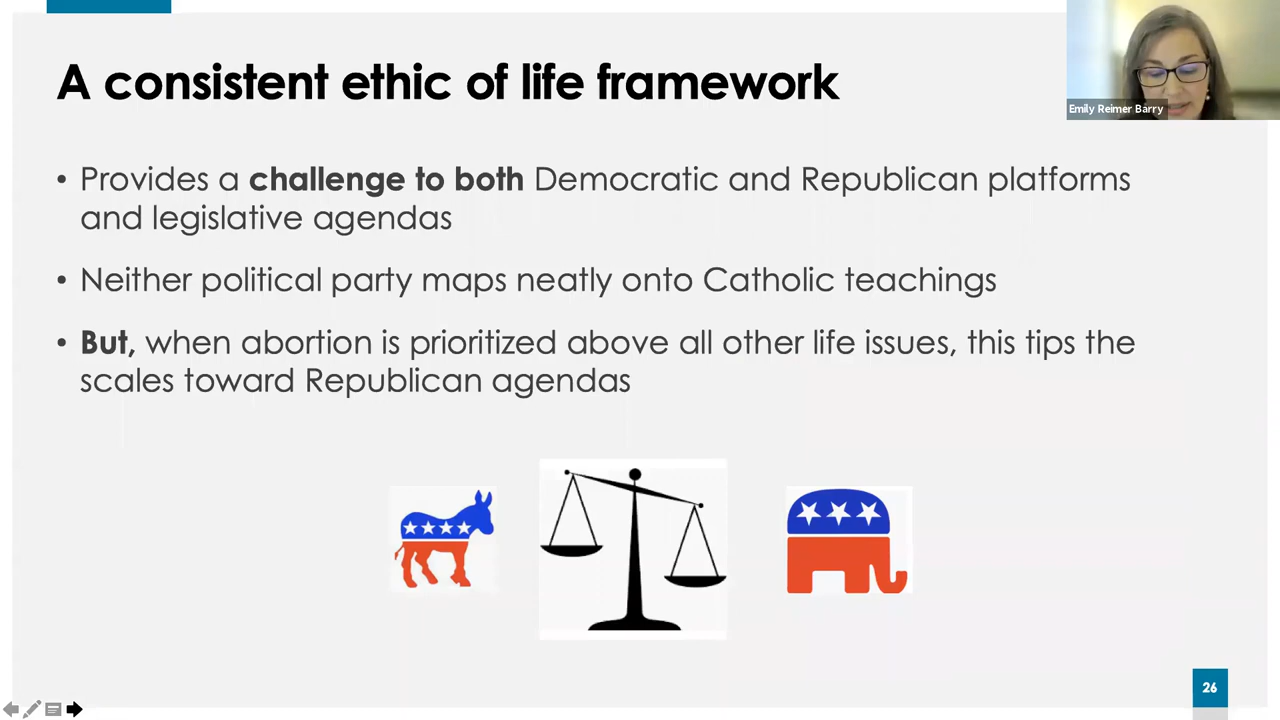 A consistent ethic of life framework
Emily Reimer Barry
• Provides a challenge to both Democratic and Republican platforms
and legislative agendas
• Neither political party maps neatly onto Catholic teachings
• But, when abortion is prioritized above all other life issues, this tips the
scales toward Republican agendas
26